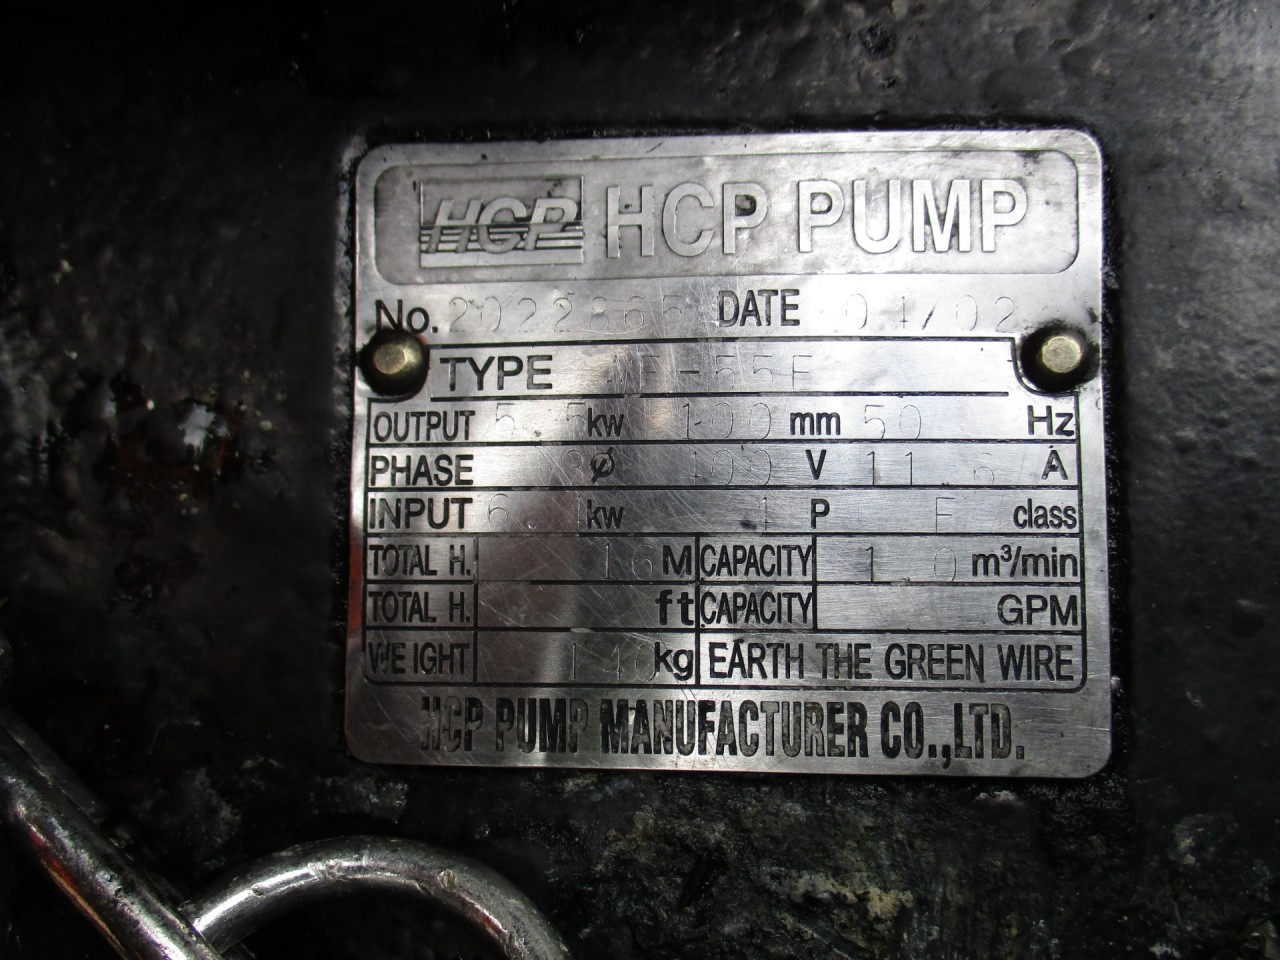 HCP HCP PUMP
No. 2022865 DATE 04/02
TYPE
OUTPUT 5.5 kw 100 mm 50 Hz
PHASE 3ø V 11.6 A
INPUT kw P F class
TOTAL H. 16 M CAPACITY 1.0 m³/min
TOTAL H. ft CAPACITY GPM
WEIGHT 140 kg EARTH THE GREEN WIRE
HCP PUMP MANUFACTURER CO.,LTD.